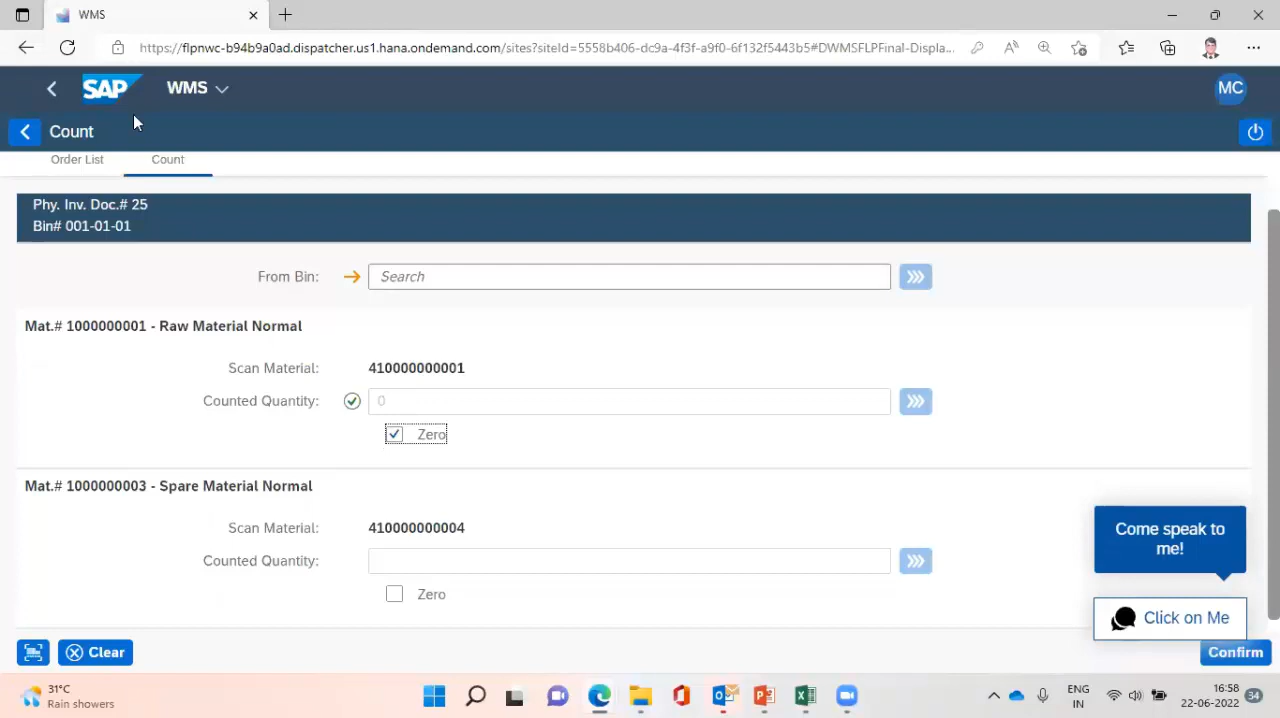 WMS
https://flpnwc-b94b9a0ad.dispatcher.us1.hana.ondemand.com/sites?siteId=5558b406-dc9a-4f3f-a9f0-6f132f5443b5#DWMSFLPFinal-Displa...
SAP WMS MC
Count
Order List Count
Phy. Inv. Doc.# 25
Bin# 001-01-01
From Bin: Search
Mat.# 1000000001 - Raw Material Normal
Scan Material: 410000000001
Counted Quantity: 0
Zero
Mat.# 1000000003 - Spare Material Normal
Scan Material: 410000000004
Counted Quantity:
Zero
Come speak to
me!
Click on Me
Clear
Confirm
31°C
Rain showers
ENG
IN
16:58
22-06-2022
34